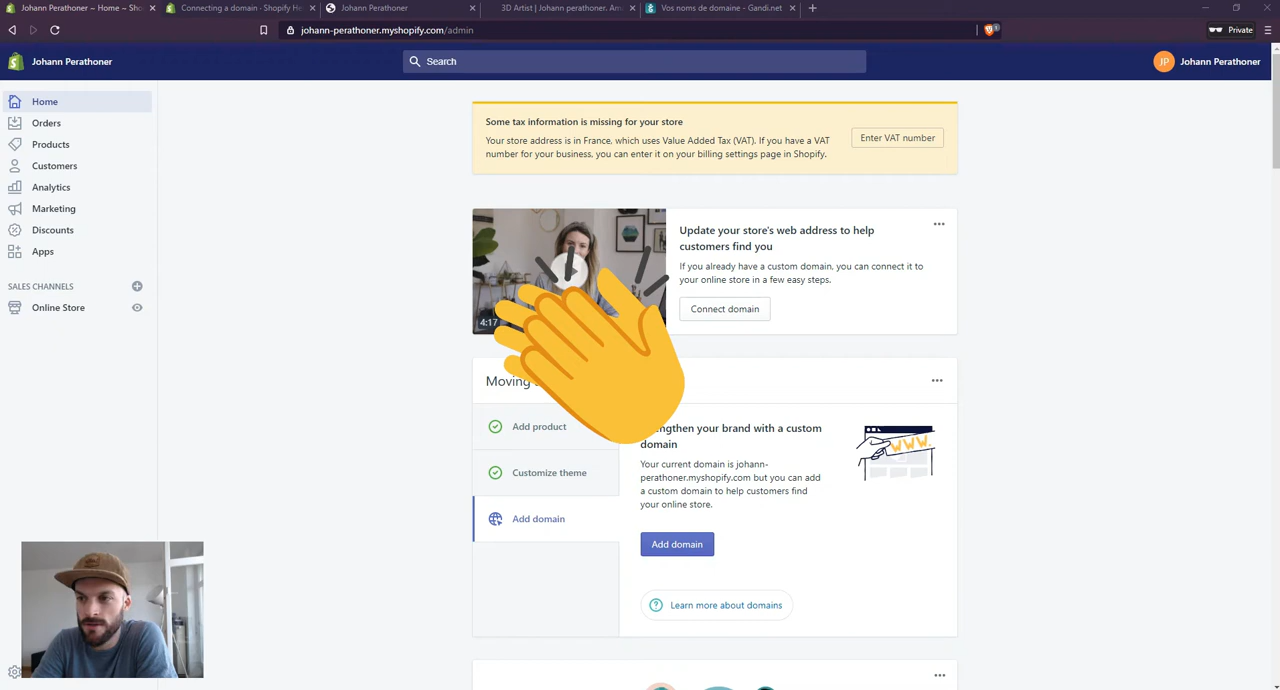 Johann Perathoner ~ Home ~ Sho
Connecting a domain · Shopify He
Johann Perathoner
3D Artist | Johann perathoner. Am
Vos noms de domaine - Gandi.net
johann-perathoner.myshopify.com/admin
Private
Johann Perathoner
Search
JP
Johann Perathoner
Home
Orders
Products
Customers
Analytics
Marketing
Discounts
Apps
SALES CHANNELS
Online Store
Some tax information is missing for your store
Your store address is in France, which uses Value Added Tax (VAT). If you have a VAT
number for your business, you can enter it on your billing settings page in Shopify.
Enter VAT number
4:17
Update your store's web address to help
customers find you
If you already have a custom domain, you can connect it to
your online store in a few easy steps.
Connect domain
Moving
Add product
Customize theme
Add domain
engthen your brand with a custom
domain
Your current domain is johann-
perathoner.myshopify.com but you can add
a custom domain to help customers find
your online store.
WWW.
Add domain
Learn more about domains